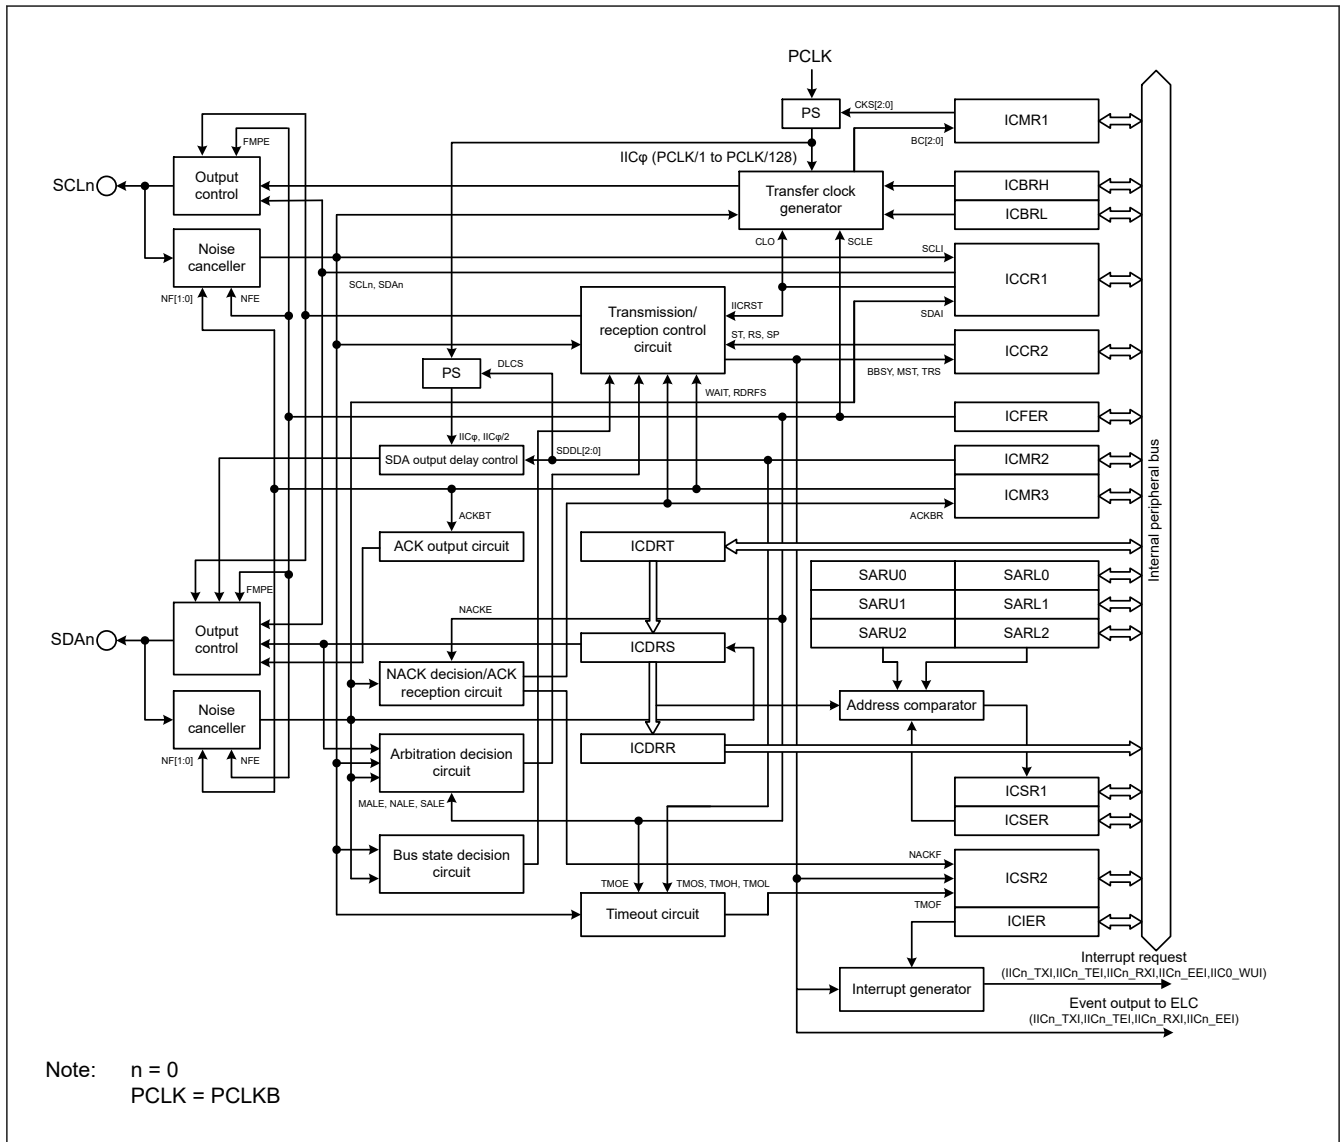 PCLK
PS
CKS[2:0]
ICMR1
BC[2:0]
FMPE
IICφ (PCLK/1 to PCLK/128)
SCLn
Output
control
Transfer clock
generator
ICBRH
ICBRL
Noise
canceller
CLO
SCLE
SCLI
ICCR1
SCLn, SDAn
NF[1:0]
NFE
IICRST
SDAI
Transmission/
reception control
circuit
ST, RS, SP
ICCR2
BBSY, MST, TRS
PS
DLCS
WAIT, RDRFS
ICFER
IICφ, IICφ/2
SDA output delay control
SDDL[2:0]
ICMR2
ICMR3
ACKBT
ACKBR
ACK output circuit
ICDRT
Internal peripheral bus
FMPE
SARU0
SARL0
SARU1
SARL1
SARU2
SARL2
NACKE
SDAn
Output
control
ICDRS
NACK decision/ACK
reception circuit
Address comparator
Noise
canceller
NF[1:0]
NFE
Arbitration decision
circuit
ICDRR
MALE, NALE, SALE
ICSR1
ICSER
Bus state decision
circuit
NACKF
ICSR2
TMOE
TMOS, TMOH, TMOL
TMOF
Timeout circuit
ICIER
Interrupt generator
Interrupt request
(IICn_TXI,IICn_TEI,IICn_RXI,IICn_EEI,IIC0_WUI)
Event output to ELC
(IICn_TXI,IICn_TEI,IICn_RXI,IICn_EEI)
Note: n = 0
PCLK = PCLKB